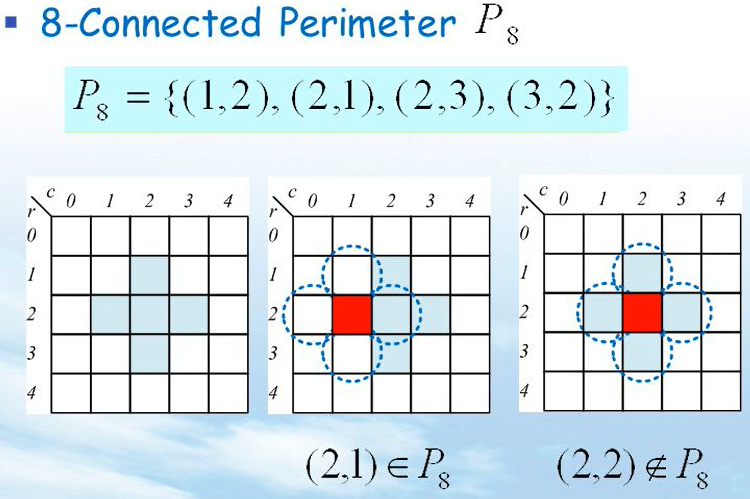 ▪ 8-Connected Perimeter P₈
P₈ = {(1,2), (2,1), (2,3), (3,2)}
c 0 1 2 3 4
r
0
1
2
3
4
c 0 1 2 3 4
r
0
1
2
3
4
c 0 1 2 3 4
r
0
1
2
3
4
(2,1) ∈ P₈
(2,2) ∉ P₈